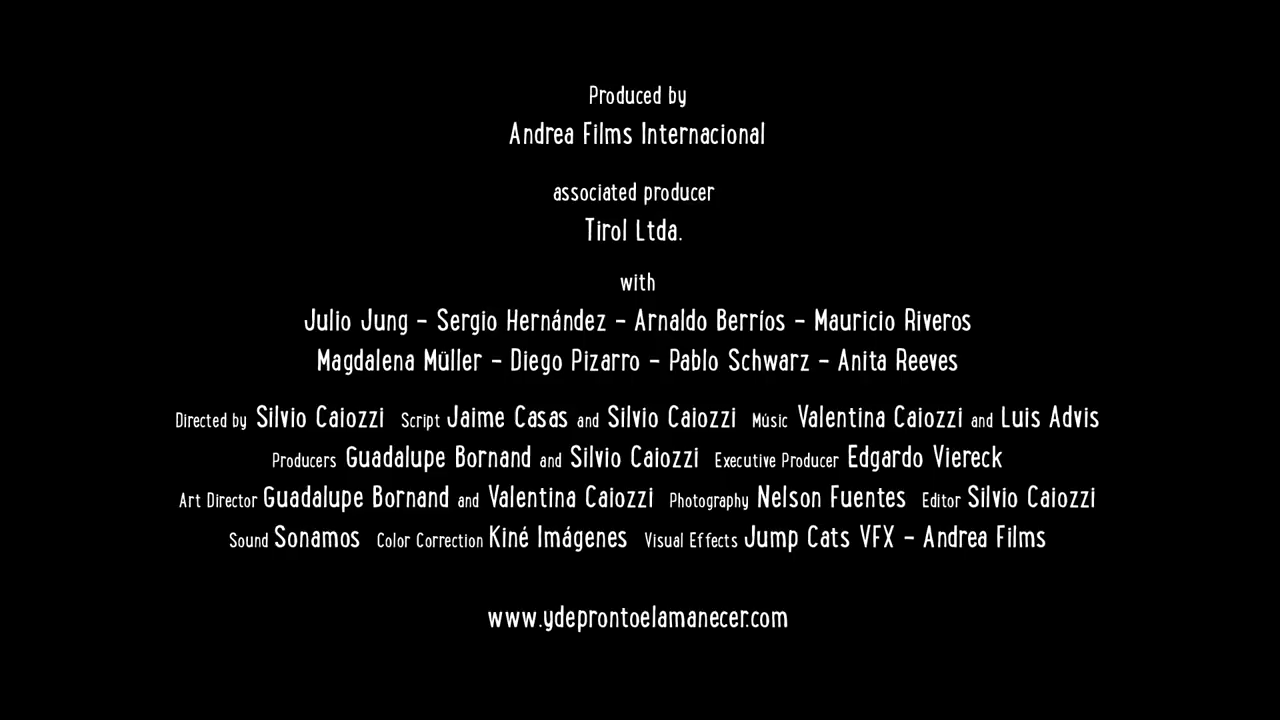 Produced by
Andrea Films Internacional
associated producer
Tirol Ltda.
with
Julio Jung - Sergio Hernández - Arnaldo Berríos - Mauricio Riveros
Magdalena Müller - Diego Pizarro - Pablo Schwarz - Anita Reeves
Directed by Silvio Caiozzi Script Jaime Casas and Silvio Caiozzi Músic Valentina Caiozzi and Luis Advis
Producers Guadalupe Bornand and Silvio Caiozzi Executive Producer Edgardo Viereck
Art Director Guadalupe Bornand and Valentina Caiozzi Photography Nelson Fuentes Editor Silvio Caiozzi
Sound Sonamos Color Correction Kiné Imágenes Visual Effects Jump Cats VFX - Andrea Films
www.ydeprontoelamanecer.com